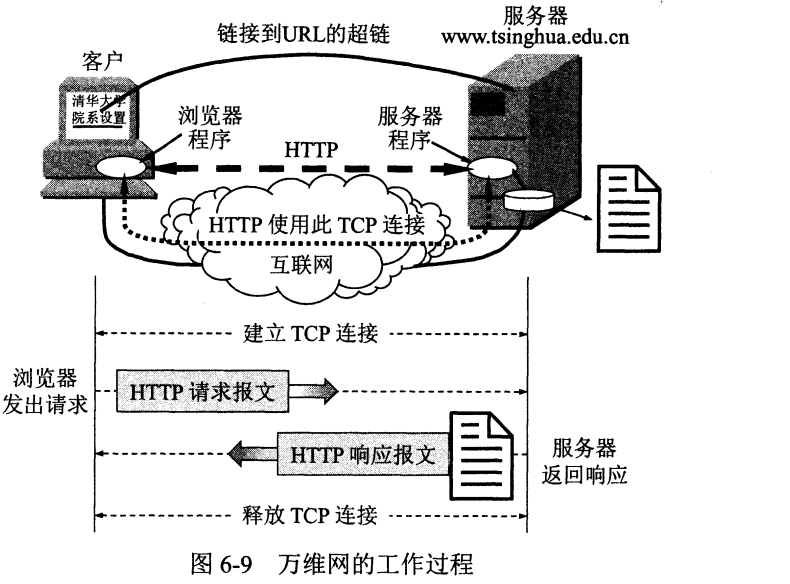 服务器
www.tsinghua.edu.cn
链接到URL的超链
客户
清华大学
院系设置
浏览器
程序
服务器
程序
HTTP
HTTP 使用此 TCP 连接
互联网
建立 TCP 连接
浏览器
发出请求
HTTP 请求报文
HTTP 响应报文
服务器
返回响应
释放 TCP 连接
图 6-9 万维网的工作过程